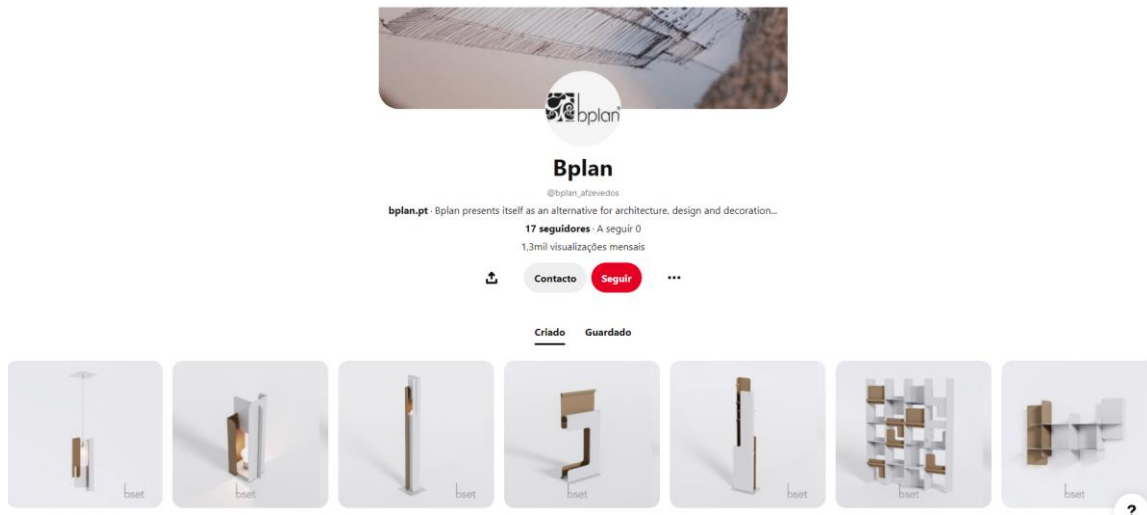 bplan
Bplan
@bplan_afzevedos
bplan.pt · Bplan presents itself as an alternative for architecture, design and decoration...
17 seguidores · A seguir 0
1,3mil visualizações mensais
Contacto Seguir ...
Criado Guardado
bset bset bset bset bset bset bset
?